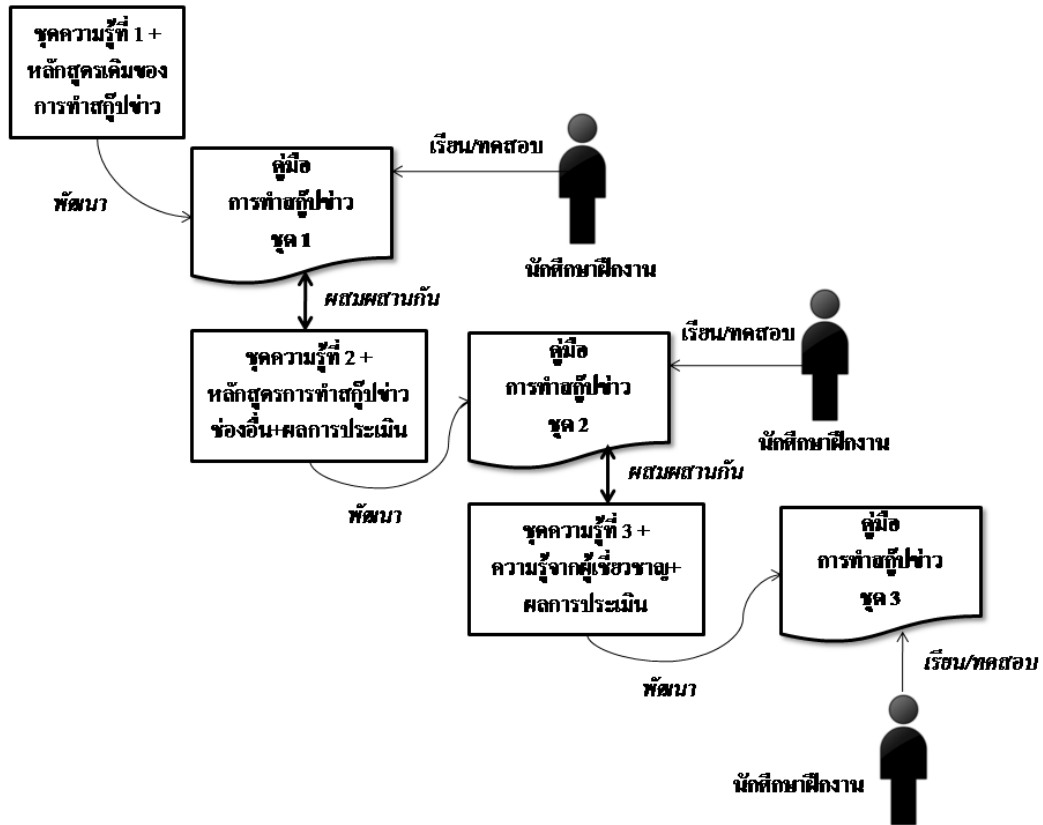 ชุดความรู้ที่ 1 +
หลักสูตรเดิมของ
การทำสกู๊ปข่าว
พัฒนา
คู่มือ
การทำสกู๊ปข่าว
ชุด 1
เรียน/ทดสอบ
นักศึกษาฝึกงาน
ผสมผสานกัน
ชุดความรู้ที่ 2 +
หลักสูตรการทำสกู๊ปข่าว
ช่องอื่น+ผลการประเมิน
พัฒนา
คู่มือ
การทำสกู๊ปข่าว
ชุด 2
เรียน/ทดสอบ
นักศึกษาฝึกงาน
ผสมผสานกัน
ชุดความรู้ที่ 3 +
ความรู้จากผู้เชี่ยวชาญ+
ผลการประเมิน
พัฒนา
คู่มือ
การทำสกู๊ปข่าว
ชุด 3
เรียน/ทดสอบ
นักศึกษาฝึกงาน